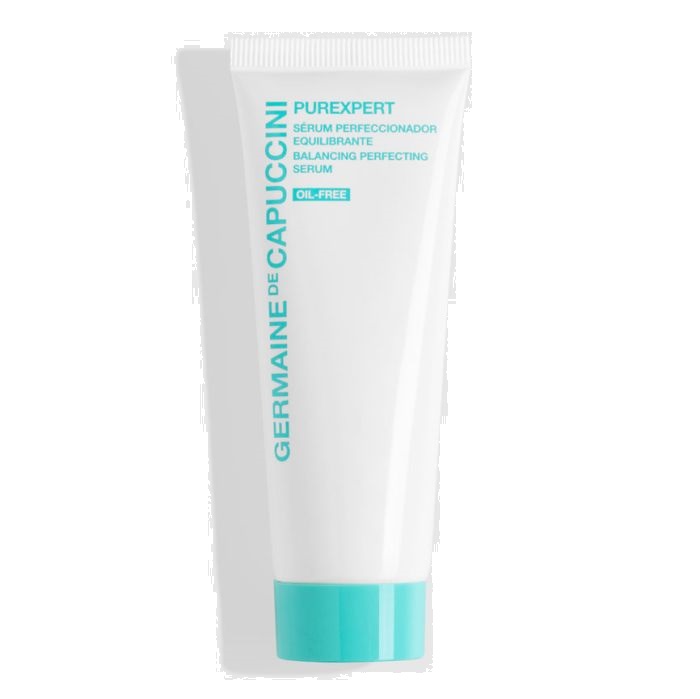 GERMAINE DE CAPUCCINI
PUREXPERT
SÉRUM PERFECCIONADOR
EQUILIBRANTE
BALANCING PERFECTING
SERUM
OIL-FREE